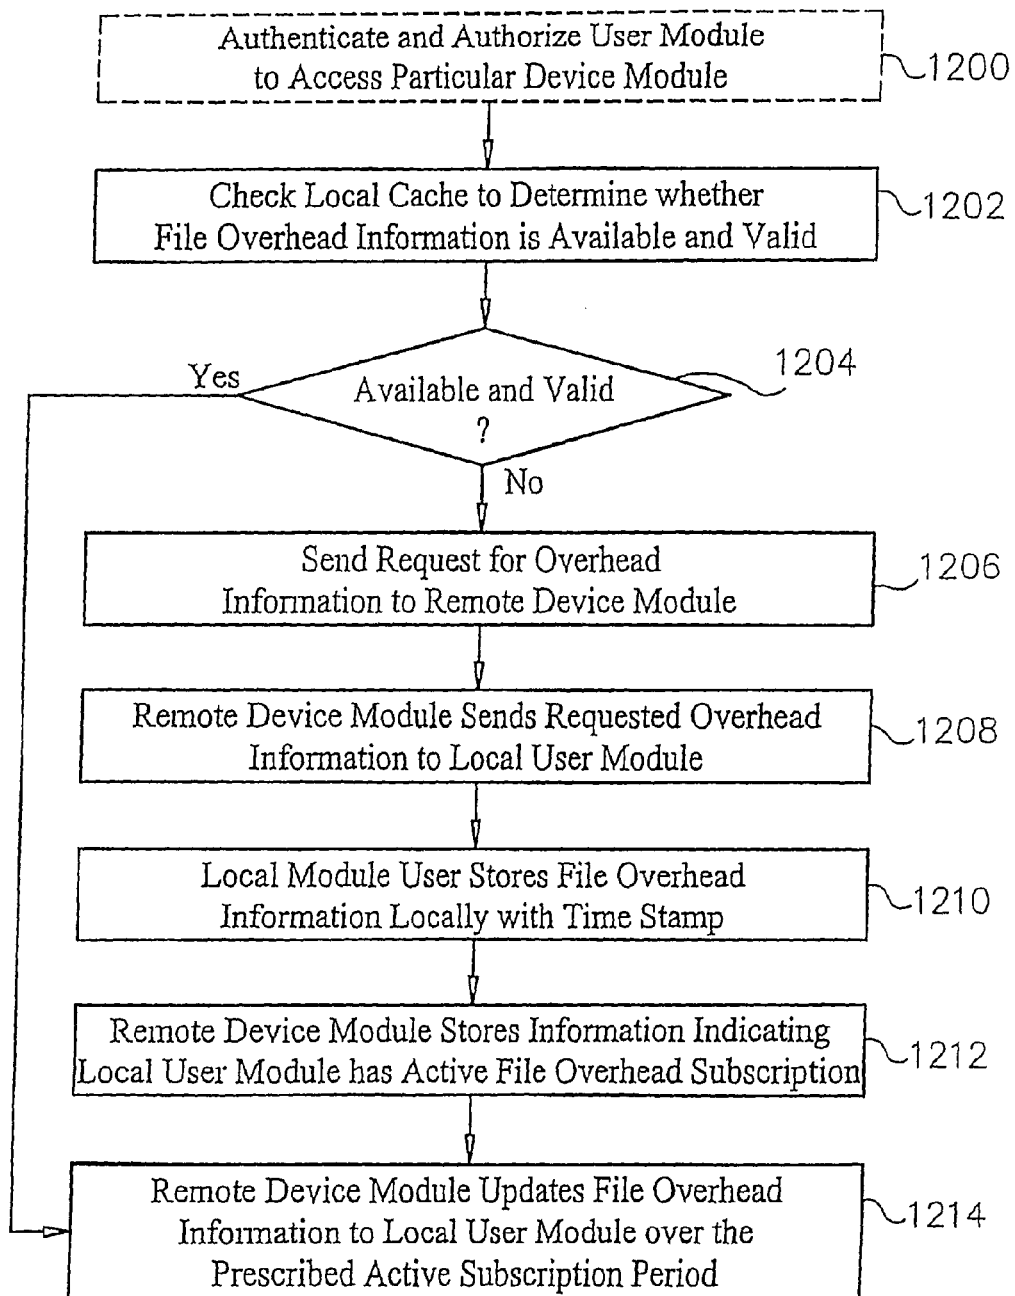 Authenticate and Authorize User Module
to Access Particular Device Module
1200
Check Local Cache to Determine whether
File Overhead Information is Available and Valid
1202
Yes
Available and Valid
?
1204
No
Send Request for Overhead
Information to Remote Device Module
1206
Remote Device Module Sends Requested Overhead
Information to Local User Module
1208
Local Module User Stores File Overhead
Information Locally with Time Stamp
1210
Remote Device Module Stores Information Indicating
Local User Module has Active File Overhead Subscription
1212
Remote Device Module Updates File Overhead
Information to Local User Module over the
Prescribed Active Subscription Period
1214